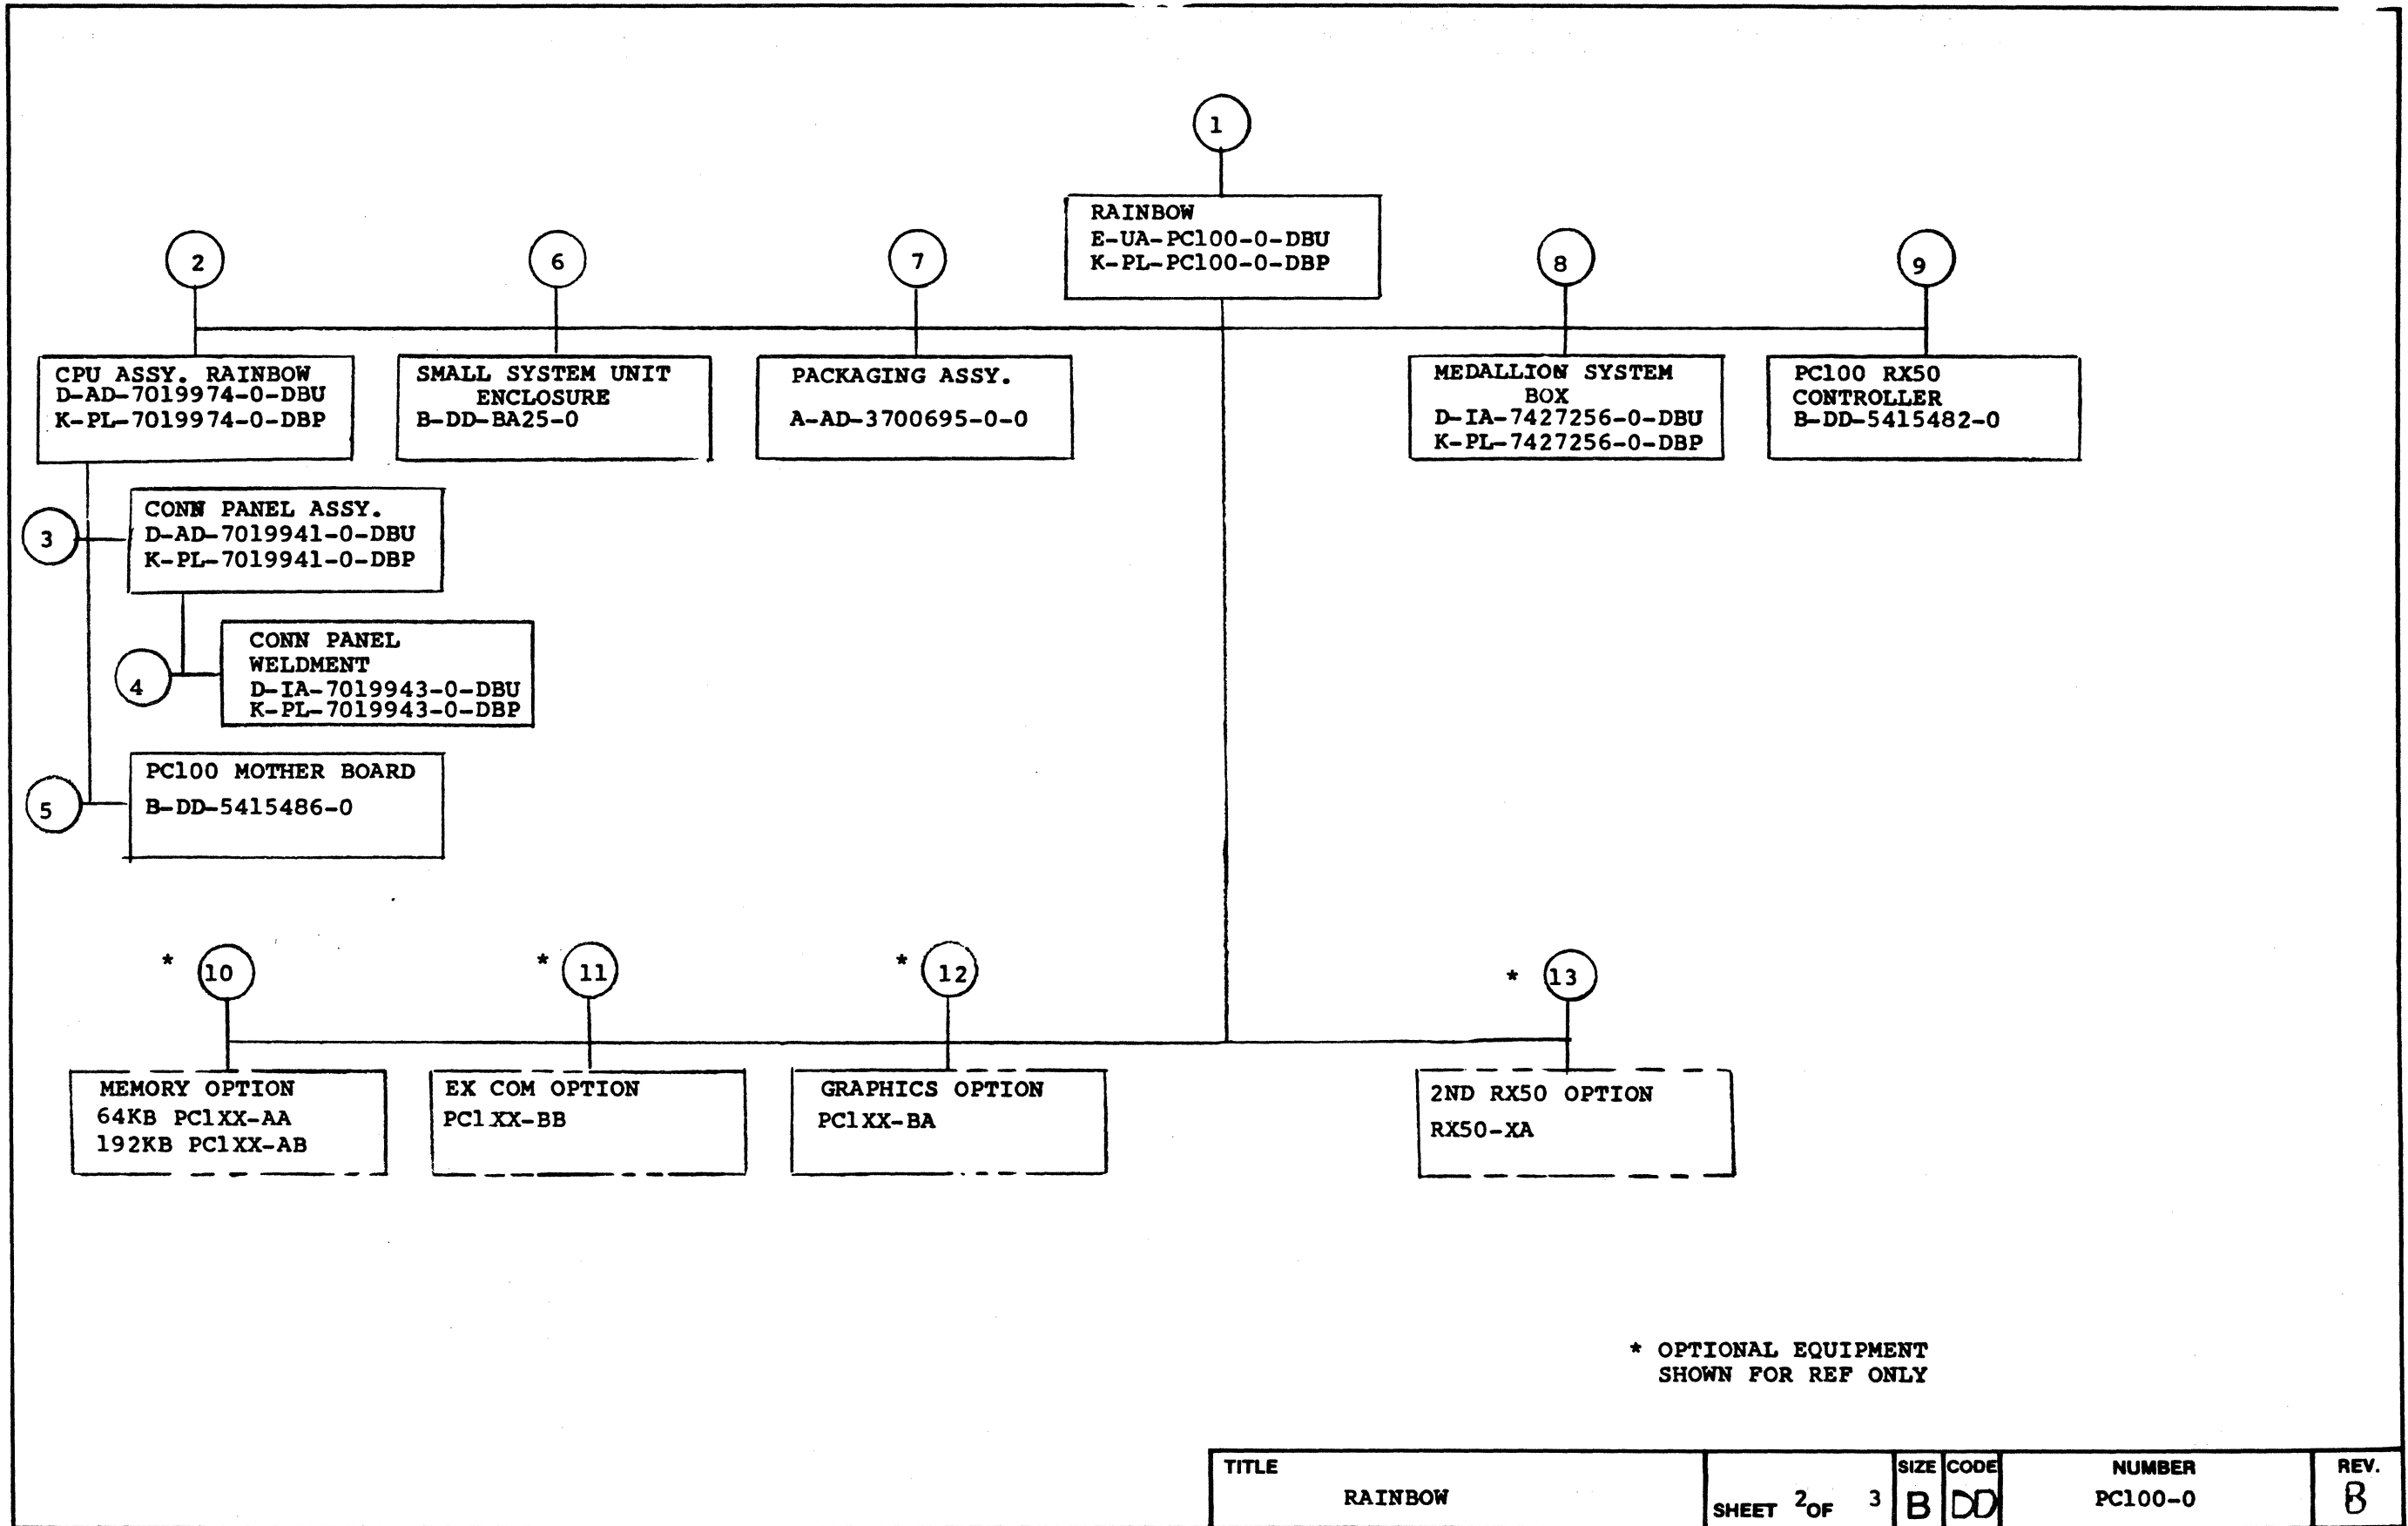 1
RAINBOW
E-UA-PC100-0-DBU
K-PL-PC100-0-DBP
2
6
7
8
9
CPU ASSY. RAINBOW
D-AD-7019974-0-DBU
K-PL-7019974-0-DBP
SMALL SYSTEM UNIT
ENCLOSURE
B-DD-BA25-0
PACKAGING ASSY.
A-AD-3700695-0-0
MEDALLION SYSTEM
BOX
D-IA-7427256-0-DBU
K-PL-7427256-0-DBP
PC100 RX50
CONTROLLER
B-DD-5415482-0
3
CONN PANEL ASSY.
D-AD-7019941-0-DBU
K-PL-7019941-0-DBP
4
CONN PANEL
WELDMENT
D-IA-7019943-0-DBU
K-PL-7019943-0-DBP
5
PC100 MOTHER BOARD
B-DD-5415486-0
* 10
* 11
* 12
* 13
MEMORY OPTION
64KB PC1XX-AA
192KB PC1XX-AB
EX COM OPTION
PC1XX-BB
GRAPHICS OPTION
PC1XX-BA
2ND RX50 OPTION
RX50-XA
* OPTIONAL EQUIPMENT
SHOWN FOR REF ONLY
TITLE
RAINBOW
SHEET 2 OF 3
SIZE
B
CODE
DD
NUMBER
PC100-0
REV.
B